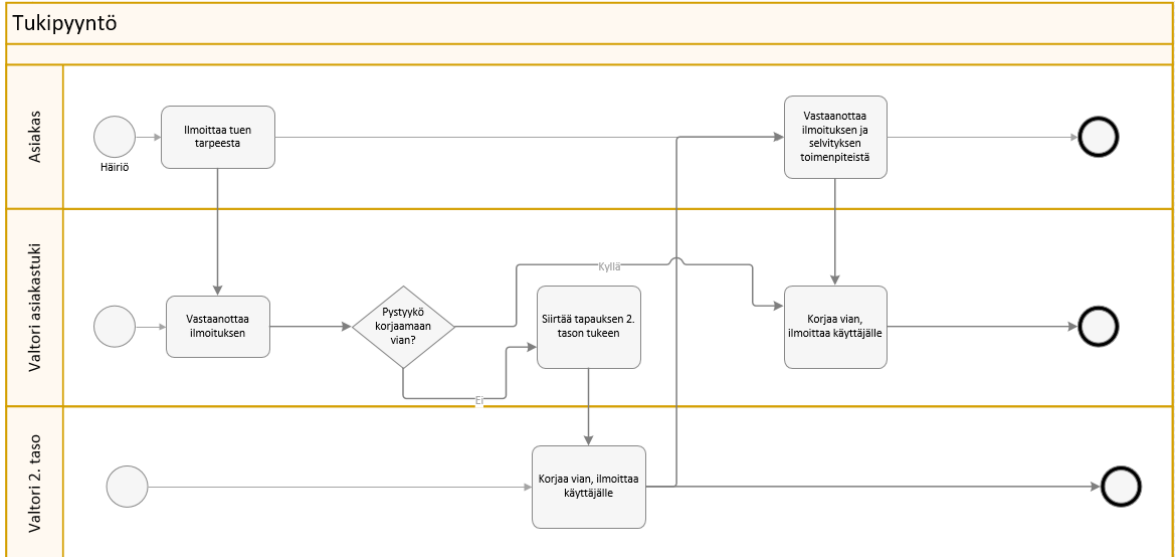 Tukipyyntö
Asiakas
Häiriö
Ilmoittaa tuen
tarpeesta
Vastaanottaa
ilmoituksen ja
selvityksen
toimenpiteistä
Valtori asiakastuki
Vastaanottaa
ilmoituksen
Pystyykö
korjaamaan
vian?
Kyllä
Ei
Siirtää tapauksen 2.
tason tukeen
Korjaa vian,
ilmoittaa käyttäjälle
Valtori 2. taso
Korjaa vian, ilmoittaa
käyttäjälle